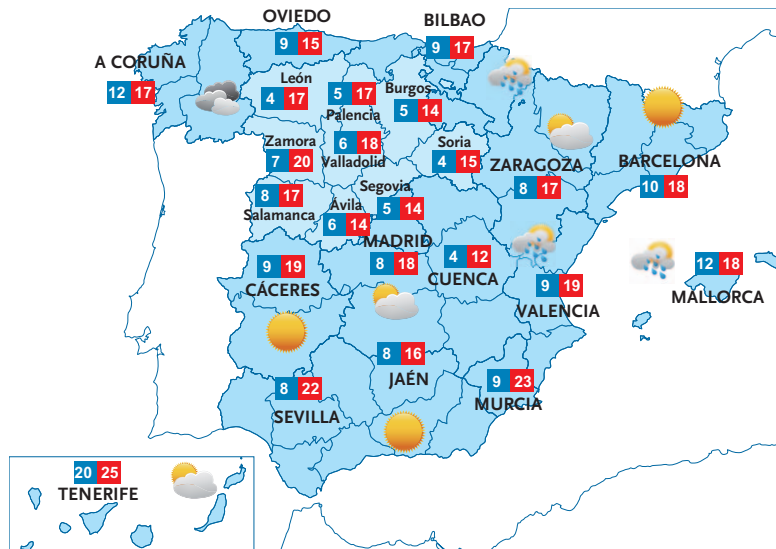 OVIEDO
9 15
BILBAO
9 17
A CORUÑA
12 17
León
4 17
5 17
Palencia
Burgos
5 14
Zamora
7 20
6 18
Valladolid
Soria
4 15
ZARAGOZA
8 17
BARCELONA
10 18
8 17
Salamanca
Ávila
6 14
Segovia
5 14
MADRID
8 18
4 12
CUENCA
9 19
CÁCERES
9 19
VALENCIA
12 18
MALLORCA
8 16
JAÉN
8 22
SEVILLA
9 23
MURCIA
20 25
TENERIFE